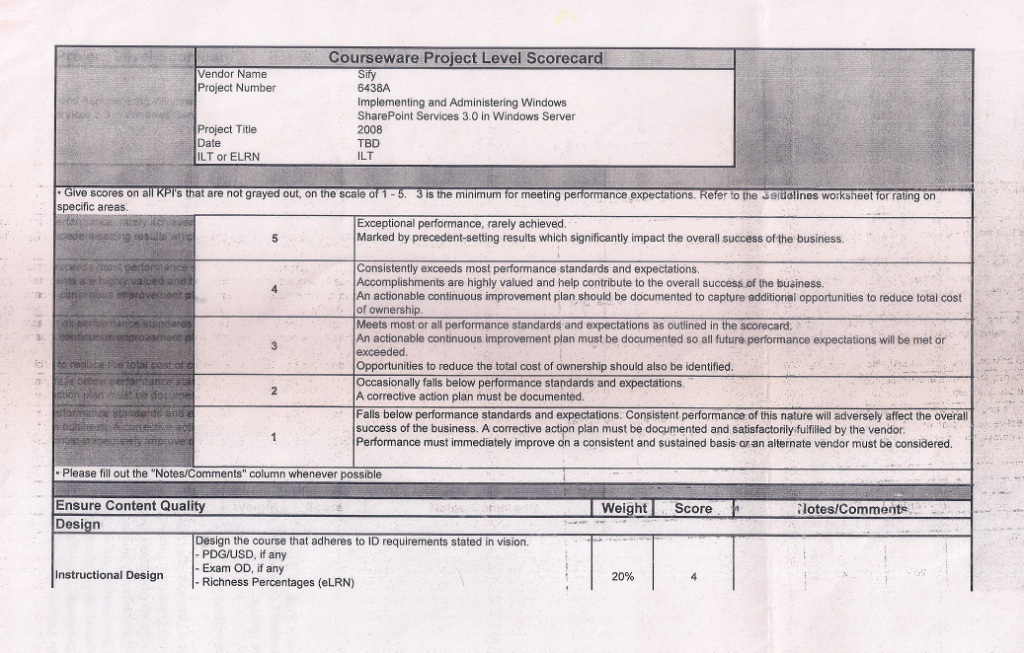 Courseware Project Level Scorecard
Vendor Name Sify
Project Number 6438A
Implementing and Administering Windows
SharePoint Services 3.0 in Windows Server
Project Title 2008
Date TBD
ILT or ELRN ILT
• Give scores on all KPI's that are not grayed out, on the scale of 1 - 5. 3 is the minimum for meeting performance expectations. Refer to the worksheet for rating on
specific areas.
Exceptional performance, rarely achieved.
5 Marked by precedent-setting results which significantly impact the overall success of the business.
Consistently exceeds most performance standards and expectations.
4 Accomplishments are highly valued and help contribute to the overall success of the business.
An actionable continuous improvement plan should be documented to capture additional opportunities to reduce total cost
of ownership.
Meets most or all performance standards and expectations as outlined in the scorecard.
3 An actionable continuous improvement plan must be documented so all future performance expectations will be met or
exceeded.
Opportunities to reduce the total cost of ownership should also be identified.
2 Occasionally falls below performance standards and expectations.
A corrective action plan must be documented.
Falls below performance standards and expectations. Consistent performance of this nature will adversely affect the overall
1 success of the business. A corrective action plan must be documented and satisfactorily fulfilled by the vendor.
Performance must immediately improve on a consistent and sustained basis or an alternate vendor must be considered.
• Please fill out the "Notes/Comments" column whenever possible
Ensure Content Quality Weight Score Notes/Comments
Design
Design the course that adheres to ID requirements stated in vision.
- PDG/USD, if any
- Exam OD, if any
Instructional Design - Richness Percentages (eLRN) 20% 4